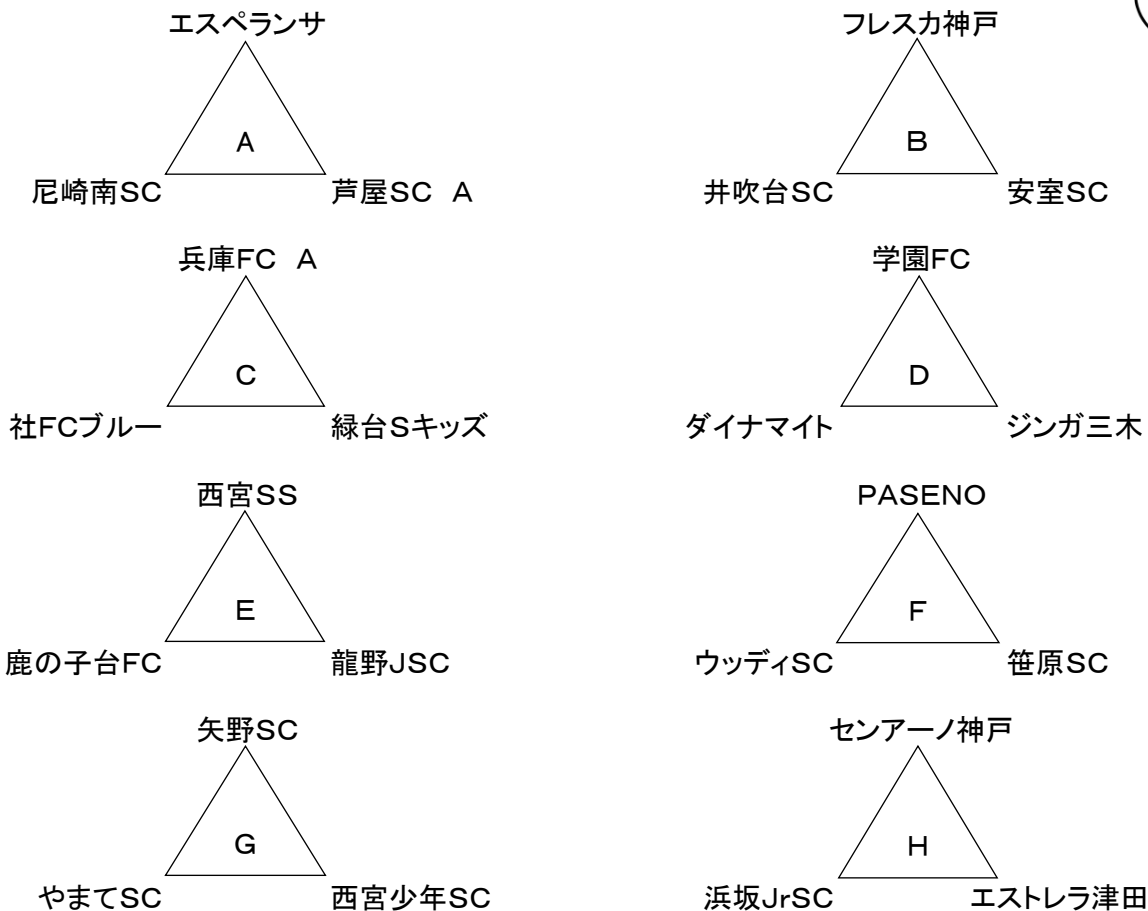 エスペランサ
A
尼崎南SC
芦屋SC A
フレスカ神戸
B
井吹台SC
安室SC
兵庫FC A
C
社FCブルー
緑台Sキッズ
学園FC
D
ダイナマイト
ジンガ三木
西宮SS
E
鹿の子台FC
龍野JSC
PASENO
F
ウッディSC
笹原SC
矢野SC
G
やまてSC
西宮少年SC
センアーノ神戸
H
浜坂JrSC
エストレラ津田